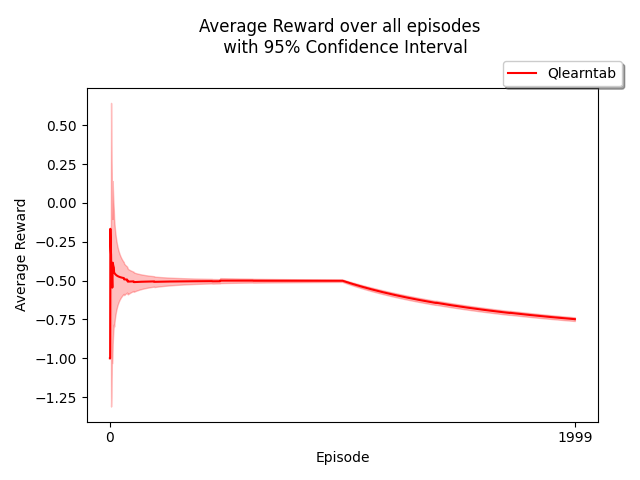 Average Reward over all episodes
with 95% Confidence Interval
Qlearntab
Average Reward
0.50
0.25
0.00
−0.25
−0.50
−0.75
−1.00
−1.25
0
1999
Episode